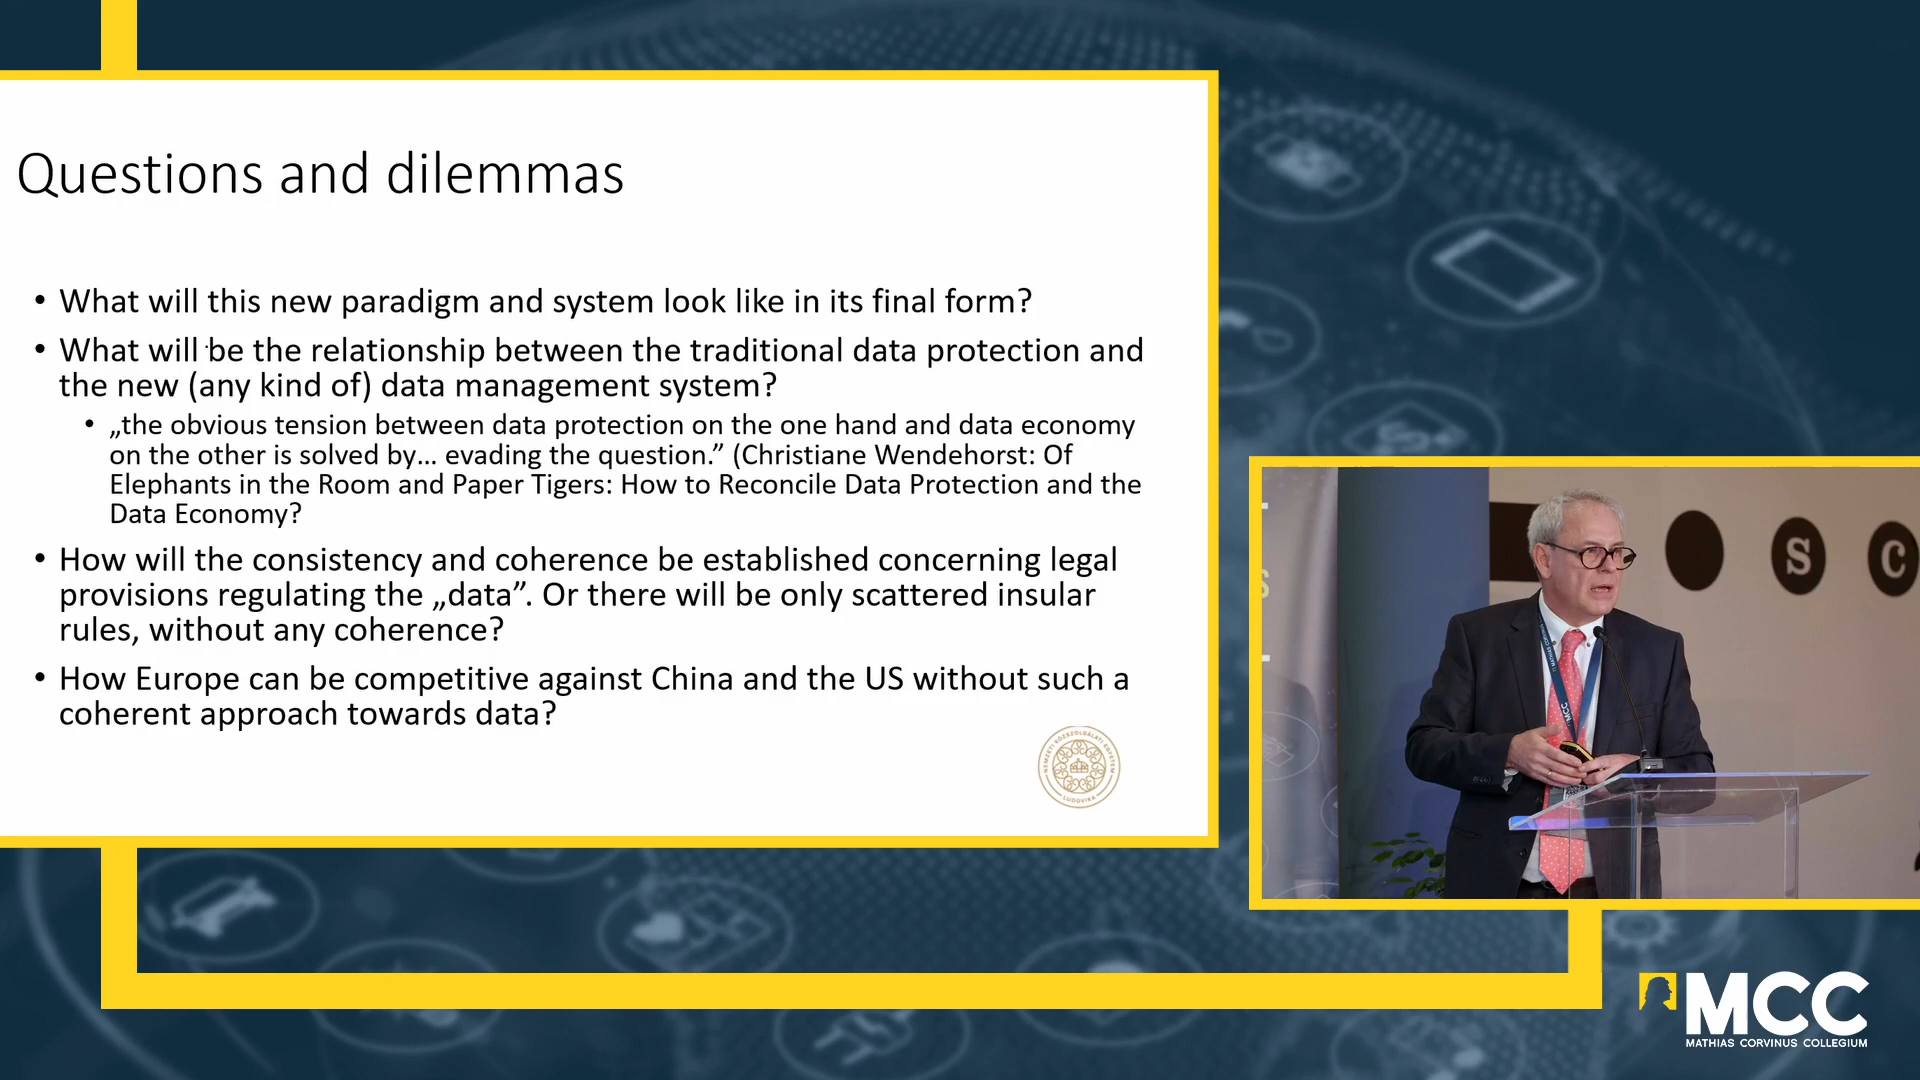 Questions and dilemmas
• What will this new paradigm and system look like in its final form?
• What will be the relationship between the traditional data protection and
the new (any kind of) data management system?
• „the obvious tension between data protection on the one hand and data economy
on the other is solved by… evading the question.” (Christiane Wendehorst: Of
Elephants in the Room and Paper Tigers: How to Reconcile Data Protection and the
Data Economy?
• How will the consistency and coherence be established concerning legal
provisions regulating the „data”. Or there will be only scattered insular
rules, without any coherence?
• How Europe can be competitive against China and the US without such a
coherent approach towards data?
NEMZETI KÖZSZOLGÁLATI EGYETEM
LUDOVIKA
S C
MCC
MCC
MATHIAS CORVINUS COLLEGIUM